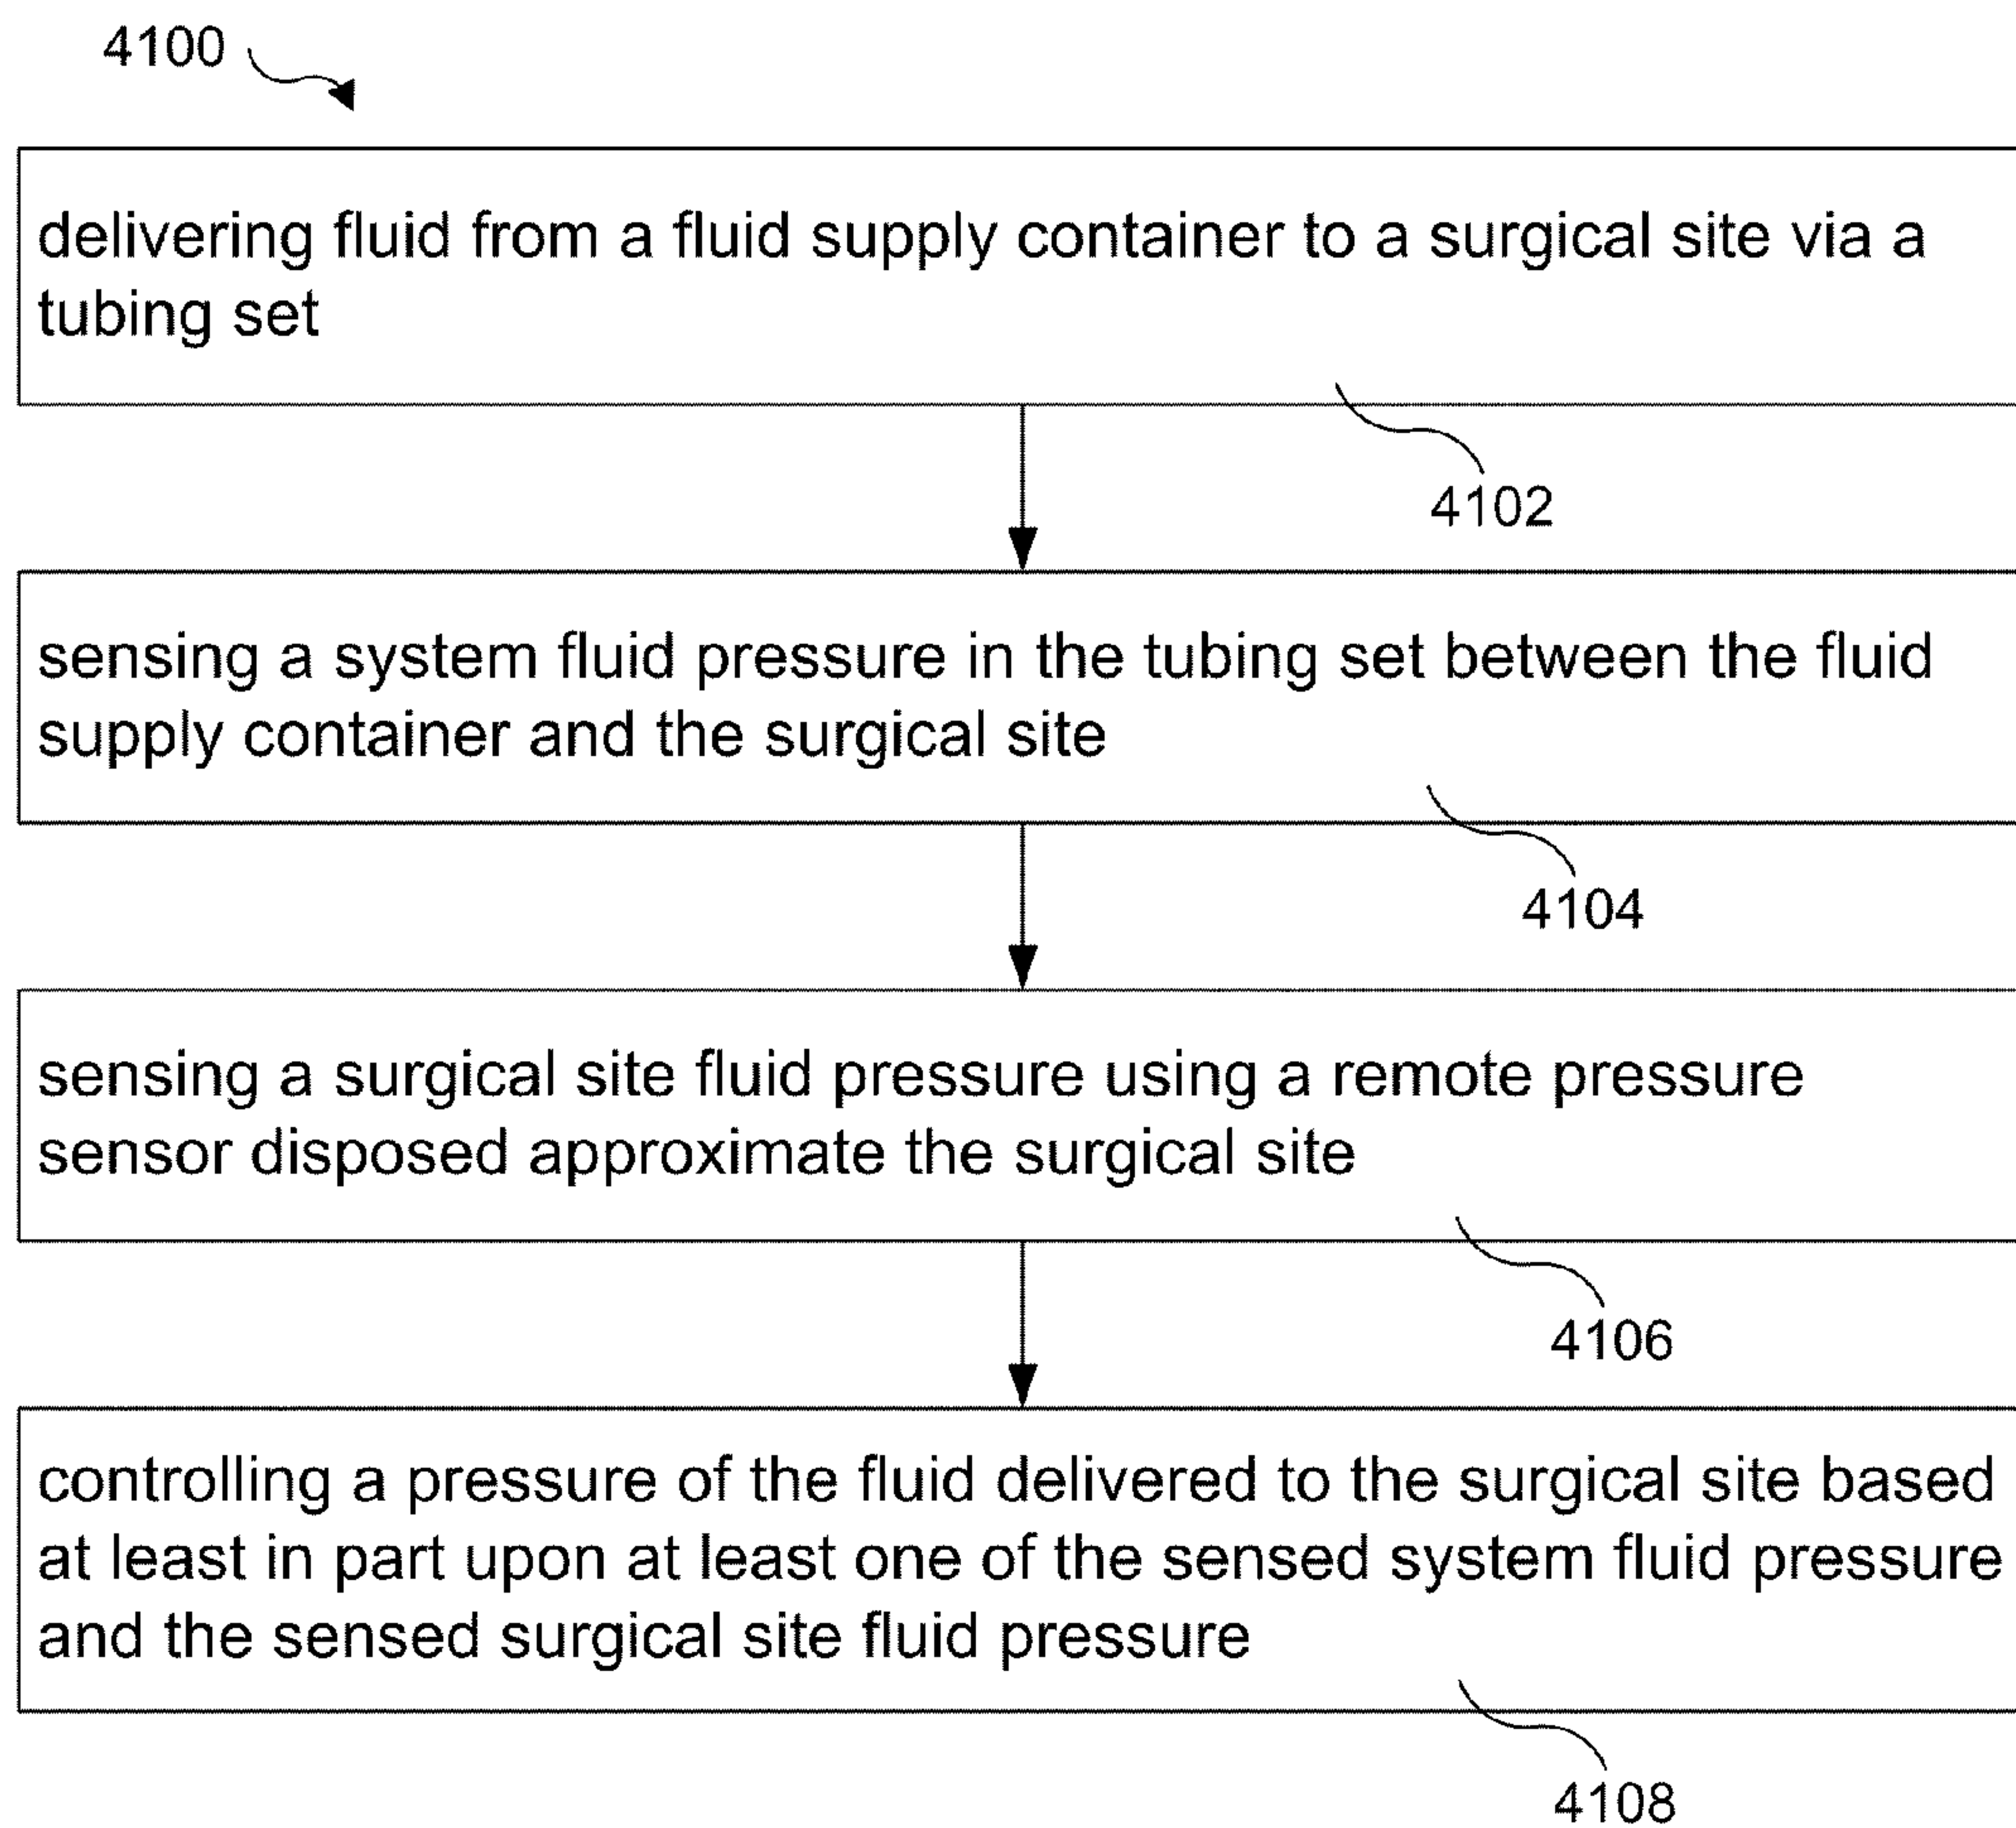 4100
delivering fluid from a fluid supply container to a surgical site via a
tubing set
4102
sensing a system fluid pressure in the tubing set between the fluid
supply container and the surgical site
4104
sensing a surgical site fluid pressure using a remote pressure
sensor disposed approximate the surgical site
4106
controlling a pressure of the fluid delivered to the surgical site based
at least in part upon at least one of the sensed system fluid pressure
and the sensed surgical site fluid pressure
4108